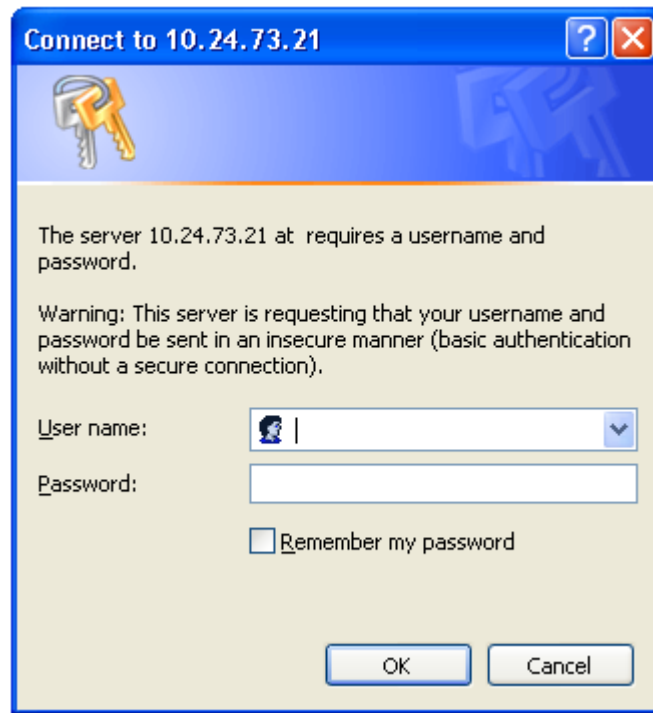 Connect to 10.24.73.21
The server 10.24.73.21 at  requires a username and
password.
Warning: This server is requesting that your username and
password be sent in an insecure manner (basic authentication
without a secure connection).
User name:
Password:
Remember my password
OK
Cancel